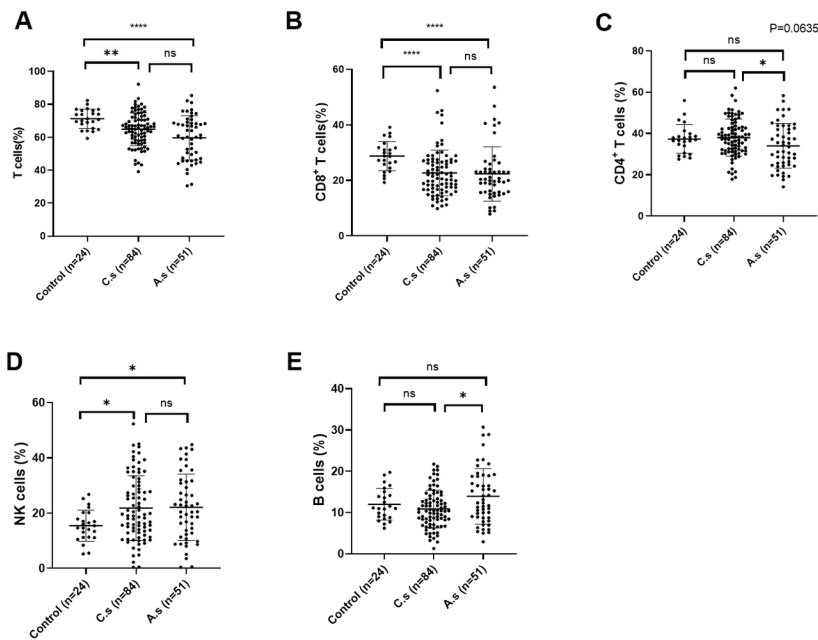 A
****
**
ns
T cells(%)
100
80
60
40
20
0
Control (n=24)
C.s (n=84)
A.s (n=51)
B
****
****
ns
CD8+ T cells(%)
60
40
20
0
Control (n=24)
C.s (n=84)
A.s (n=51)
C
P=0.0635
ns
ns
*
CD4+ T cells (%)
80
60
40
20
0
Control (n=24)
C.s (n=84)
A.s (n=51)
D
*
*
ns
NK cells (%)
60
40
20
0
Control (n=24)
C.s (n=84)
A.s (n=51)
E
ns
ns
*
B cells (%)
40
30
20
10
0
Control (n=24)
C.s (n=84)
A.s (n=51)